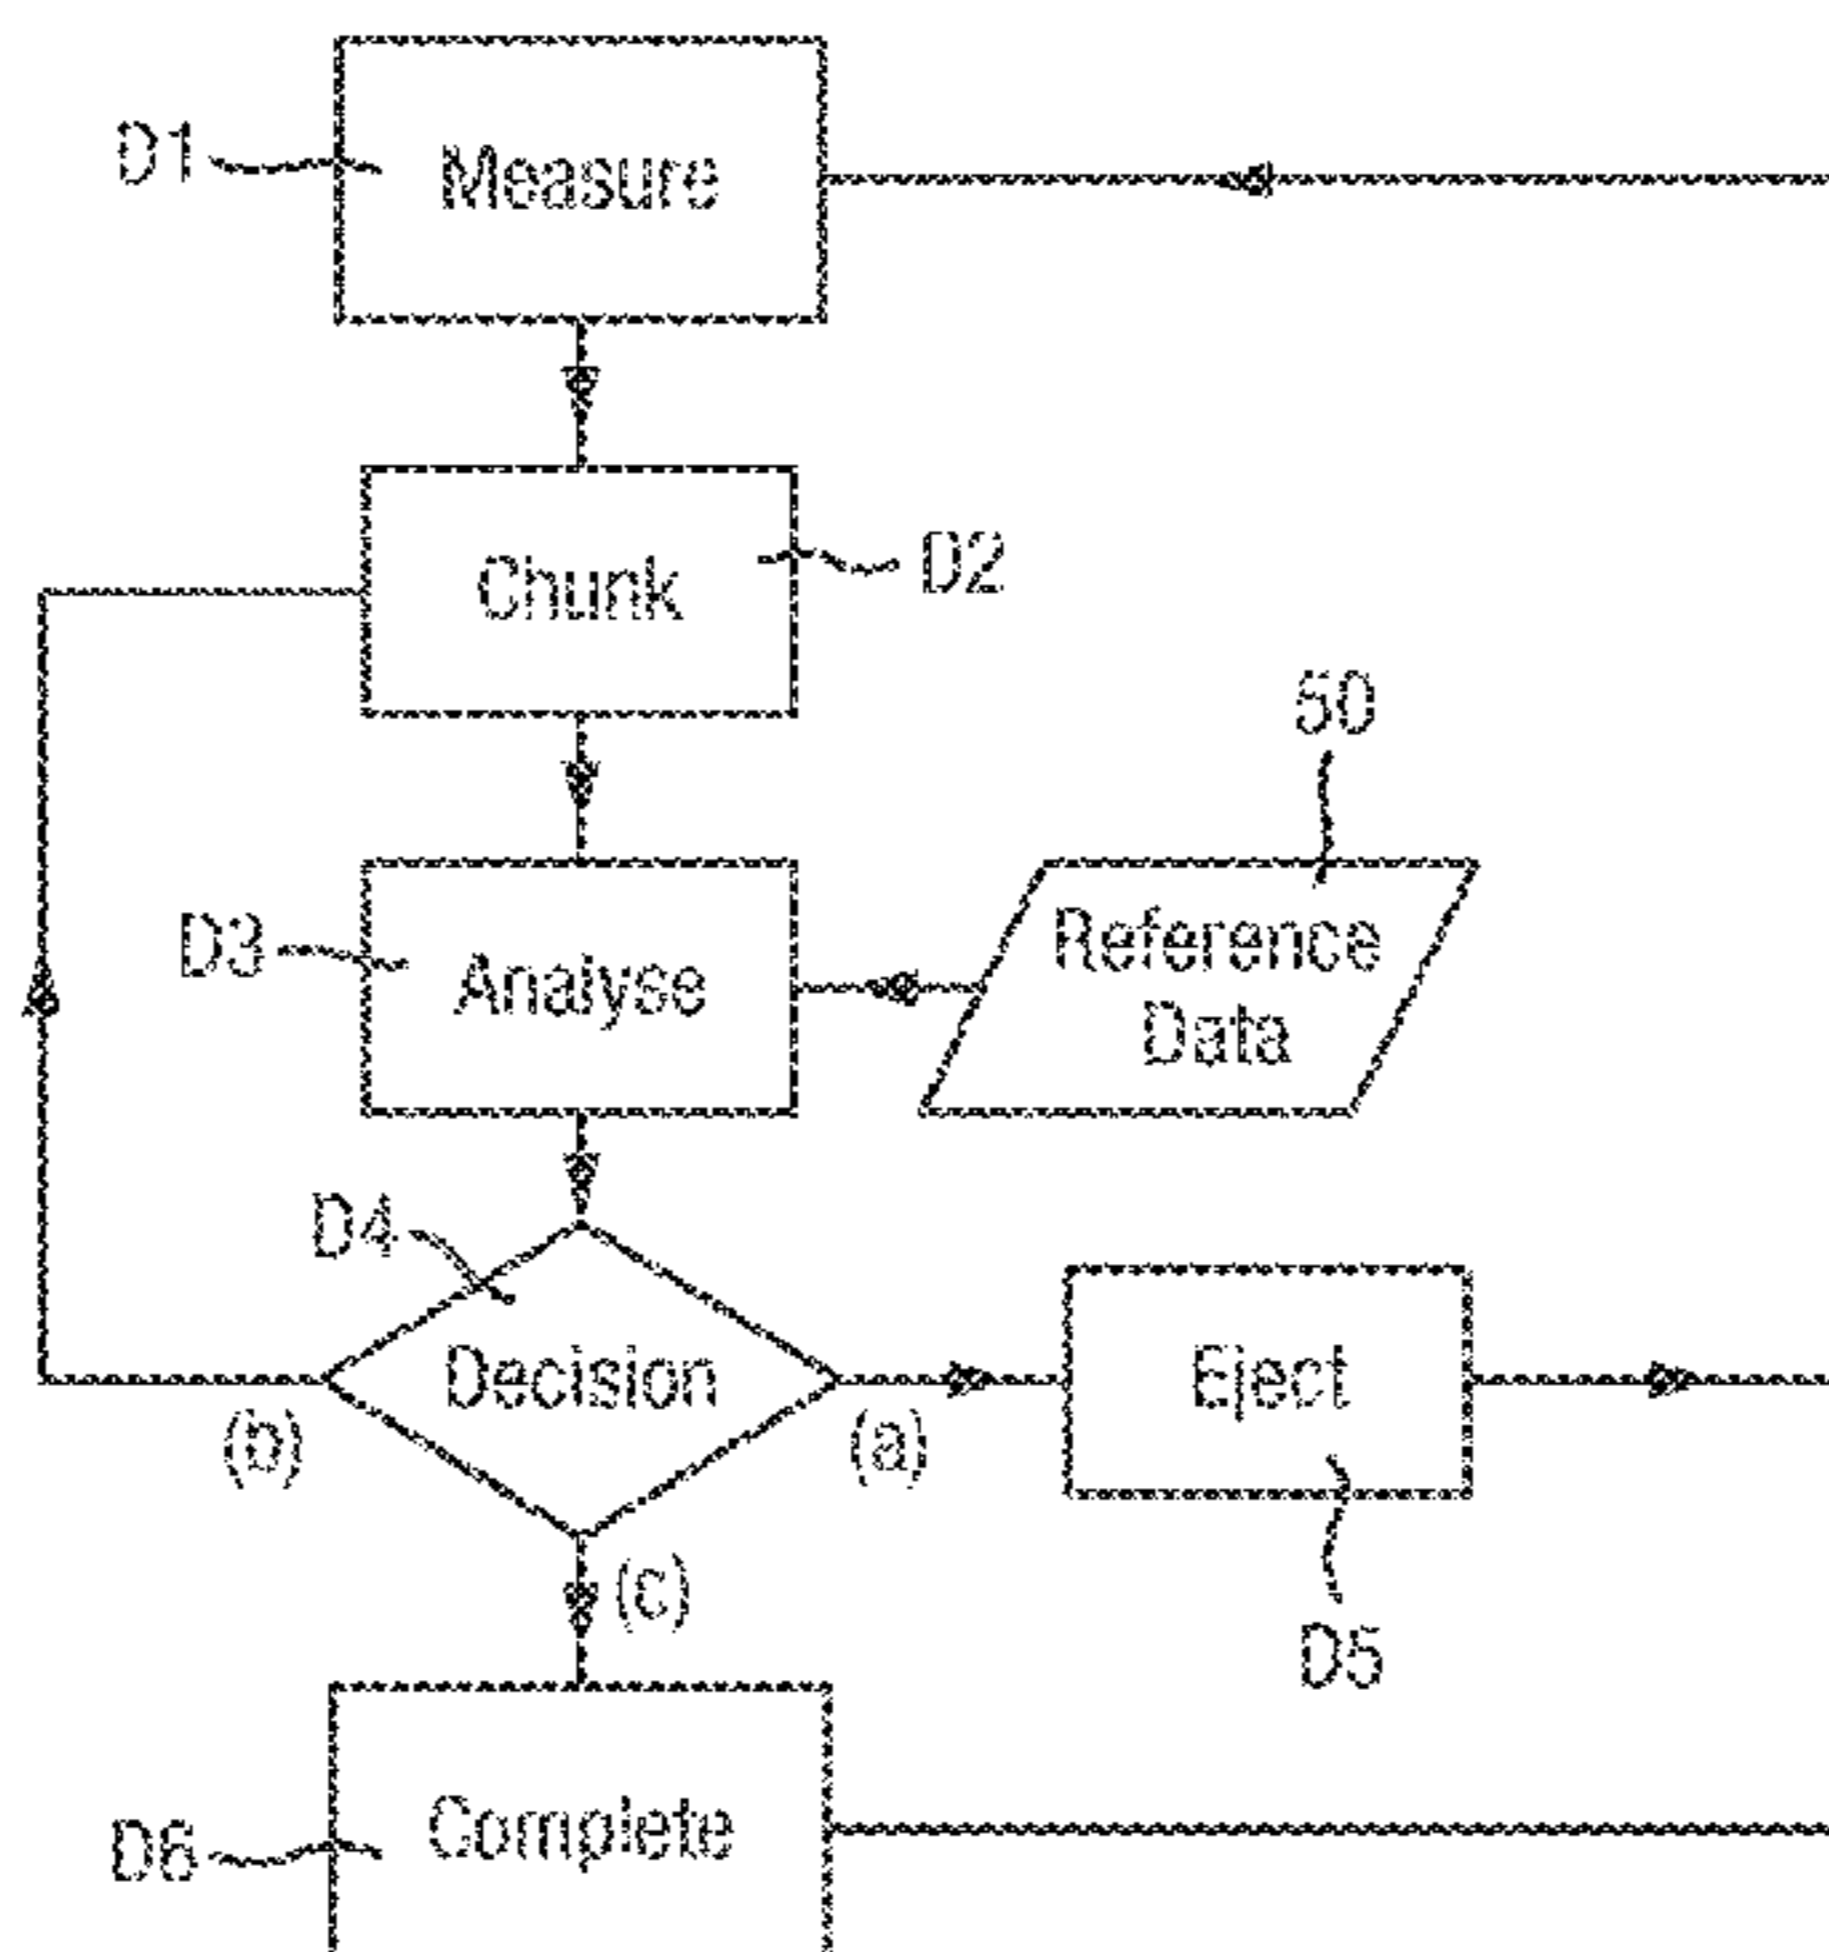 D1
Measure
Chunk
D2
50
D3
Analyse
Reference
Data
D4
Decision
Eject
(b)
(a)
(c)
D5
Complete
D6